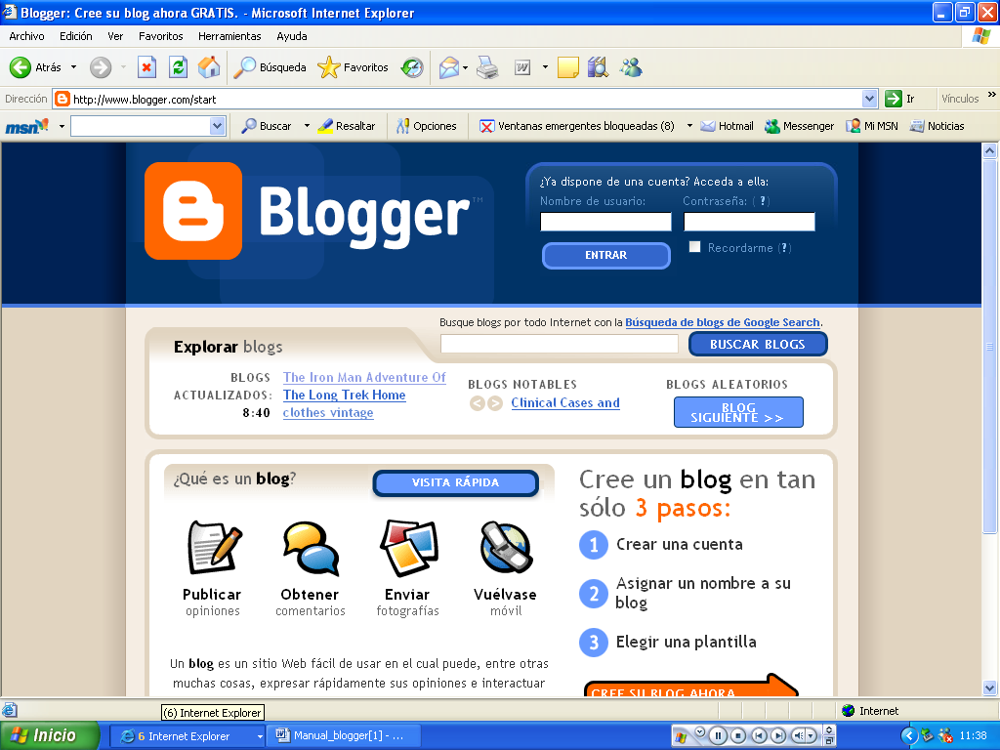 Blogger: Cree su blog ahora GRATIS. - Microsoft Internet Explorer
Archivo Edición Ver Favoritos Herramientas Ayuda
Atrás Búsqueda Favoritos
Dirección http://www.blogger.com/start Ir Vínculos »
msn Buscar Resaltar Opciones Ventanas emergentes bloqueadas (8) Hotmail Messenger Mi MSN Noticias
Blogger™
¿Ya dispone de una cuenta? Acceda a ella:
Nombre de usuario: Contraseña: ( ? )
ENTRAR Recordarme (?)
Busque blogs por todo Internet con la Búsqueda de blogs de Google Search.
BUSCAR BLOGS
Explorar blogs
BLOGS
ACTUALIZADOS:
8:40
The Iron Man Adventure Of
The Long Trek Home
clothes vintage
BLOGS NOTABLES
< > Clinical Cases and
BLOGS ALEATORIOS
BLOG
SIGUIENTE >>
¿Qué es un blog? VISITA RÁPIDA
Publicar
opiniones
Obtener
comentarios
Enviar
fotografías
Vuélvase
móvil
Un blog es un sitio Web fácil de usar en el cual puede, entre otras
muchas cosas, expresar rápidamente sus opiniones e interactuar
Cree un blog en tan
sólo 3 pasos:
1 Crear una cuenta
2 Asignar un nombre a su
blog
3 Elegir una plantilla
CREE SU BLOG AHORA
(6) Internet Explorer
Internet
Inicio 6 Internet Explorer Manual_blogger[1] - ... 11:38